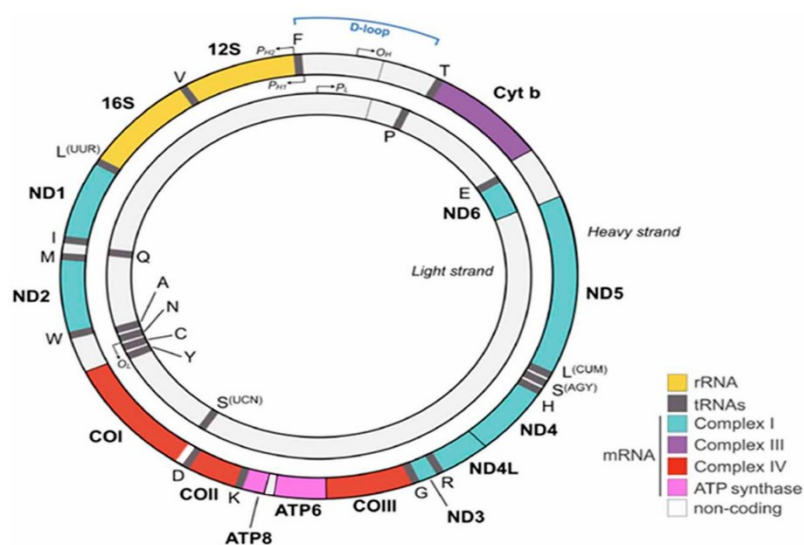 D-loop
12S
P_H2
F
O_H
T
Cyt b
V
P_H1
P_L
16S
P
L(UUR)
E
ND6
ND1
Heavy strand
I
M
Q
Light strand
ND2
ND5
A
N
W
C
O_L
Y
L(CUM)
S(AGY)
H
S(UCN)
COI
ND4
D
COII
K
ATP8
ATP6
COIII
G
R
ND3
ND4L
rRNA
tRNAs
mRNA
Complex I
Complex III
Complex IV
ATP synthase
non-coding